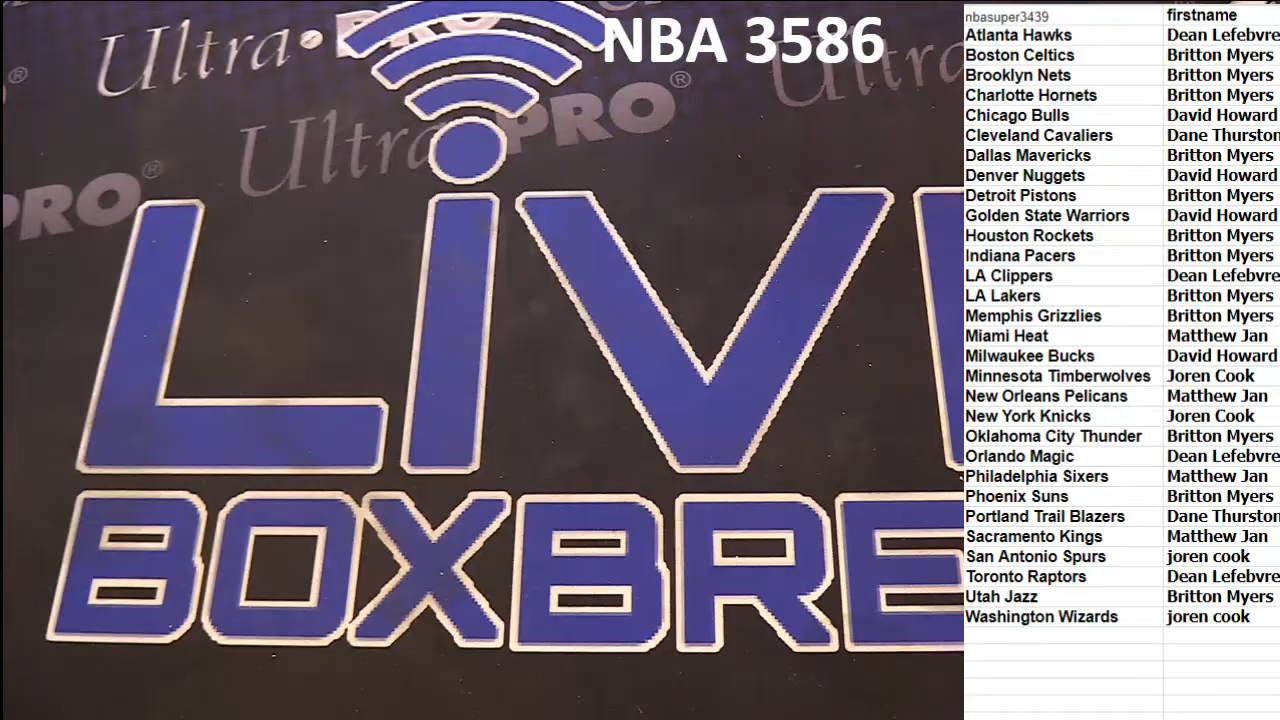 NBA 3586
Ultra PRO
Ultra PRO®
PRO®
®
LiV
BOXBRE
nbasuper3439 firstname
Atlanta Hawks Dean Lefebvre
Boston Celtics Britton Myers
Brooklyn Nets Britton Myers
Charlotte Hornets Britton Myers
Chicago Bulls David Howard
Cleveland Cavaliers Dane Thurston
Dallas Mavericks Britton Myers
Denver Nuggets David Howard
Detroit Pistons Britton Myers
Golden State Warriors David Howard
Houston Rockets Britton Myers
Indiana Pacers Britton Myers
LA Clippers Dean Lefebvre
LA Lakers Britton Myers
Memphis Grizzlies Britton Myers
Miami Heat Matthew Jan
Milwaukee Bucks David Howard
Minnesota Timberwolves Joren Cook
New Orleans Pelicans Matthew Jan
New York Knicks Joren Cook
Oklahoma City Thunder Britton Myers
Orlando Magic Dean Lefebvre
Philadelphia Sixers Matthew Jan
Phoenix Suns Britton Myers
Portland Trail Blazers Dane Thurston
Sacramento Kings Matthew Jan
San Antonio Spurs joren cook
Toronto Raptors Dean Lefebvre
Utah Jazz Britton Myers
Washington Wizards joren cook